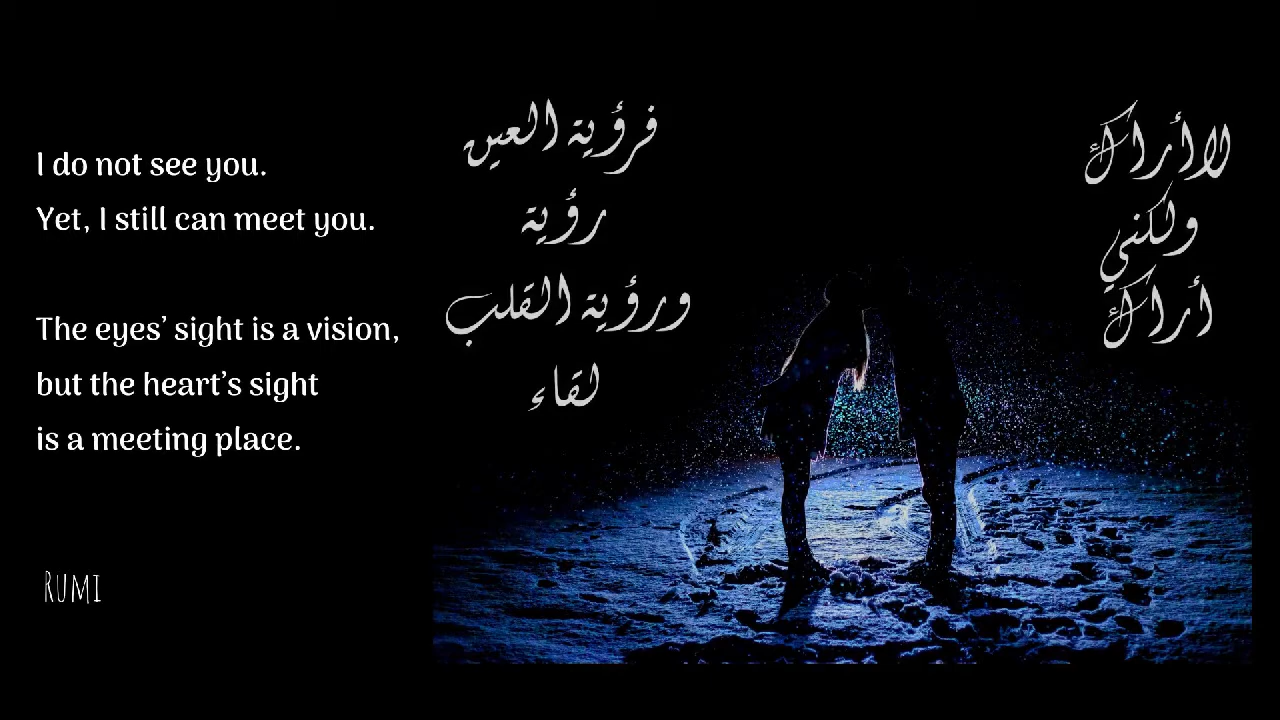 I do not see you.
Yet, I still can meet you.
The eyes’ sight is a vision,
but the heart’s sight
is a meeting place.
RUMI
لا أراك
ولكني
أراك
فرؤية العين
رؤية
ورؤية القلب
لقاء